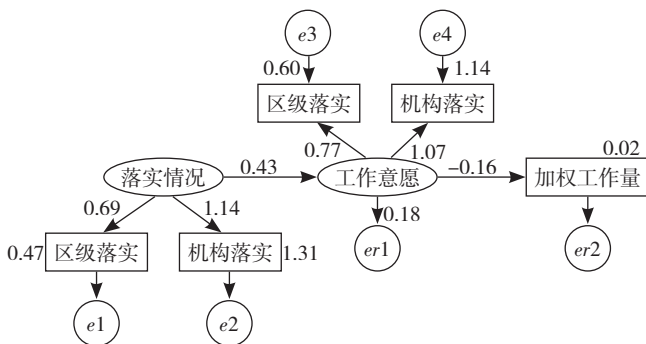 e3
e4
0.60
1.14
区级落实
机构落实
0.77
1.07
0.02
落实情况
0.43
工作意愿
-0.16
加权工作量
0.69
1.14
0.18
0.47
区级落实
机构落实
1.31
er1
er2
e1
e2